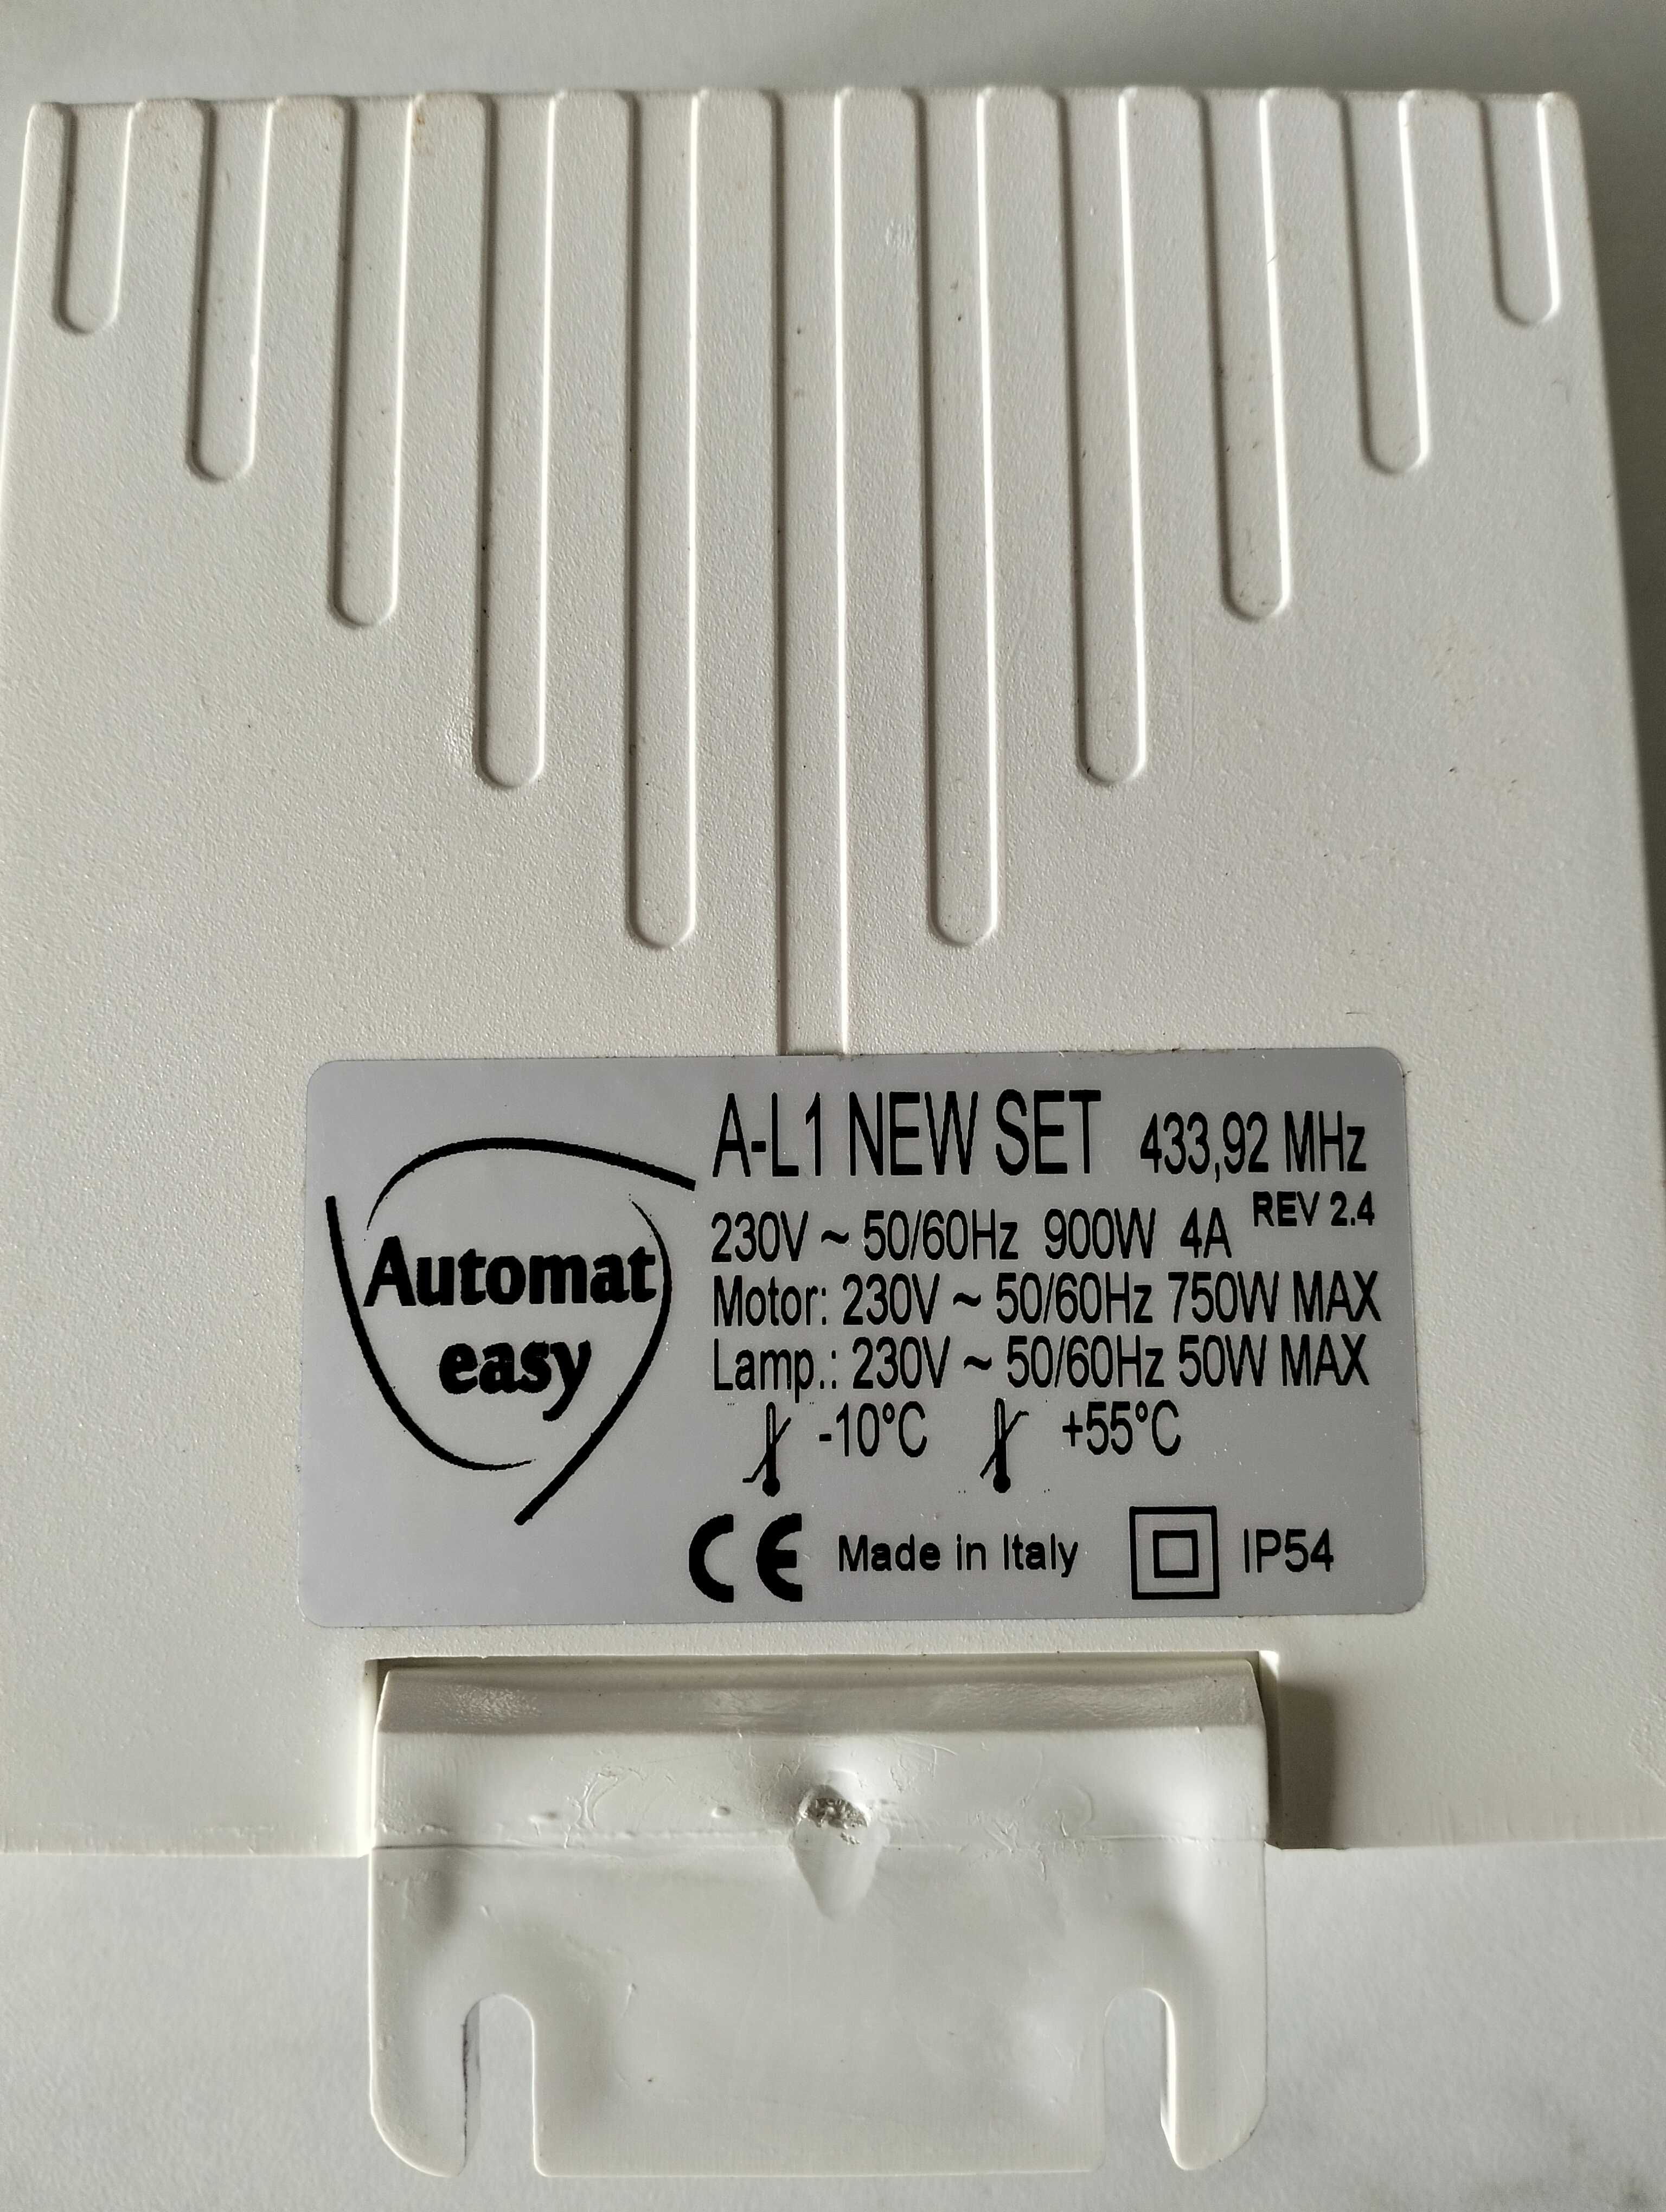 A-L1 NEW SET 433,92 MHz
REV 2.4
230V ~ 50/60Hz 900W 4A
Motor: 230V ~ 50/60Hz 750W MAX
Lamp.: 230V ~ 50/60Hz 50W MAX
-10°C +55°C
Automat
easy
CE Made in Italy IP54